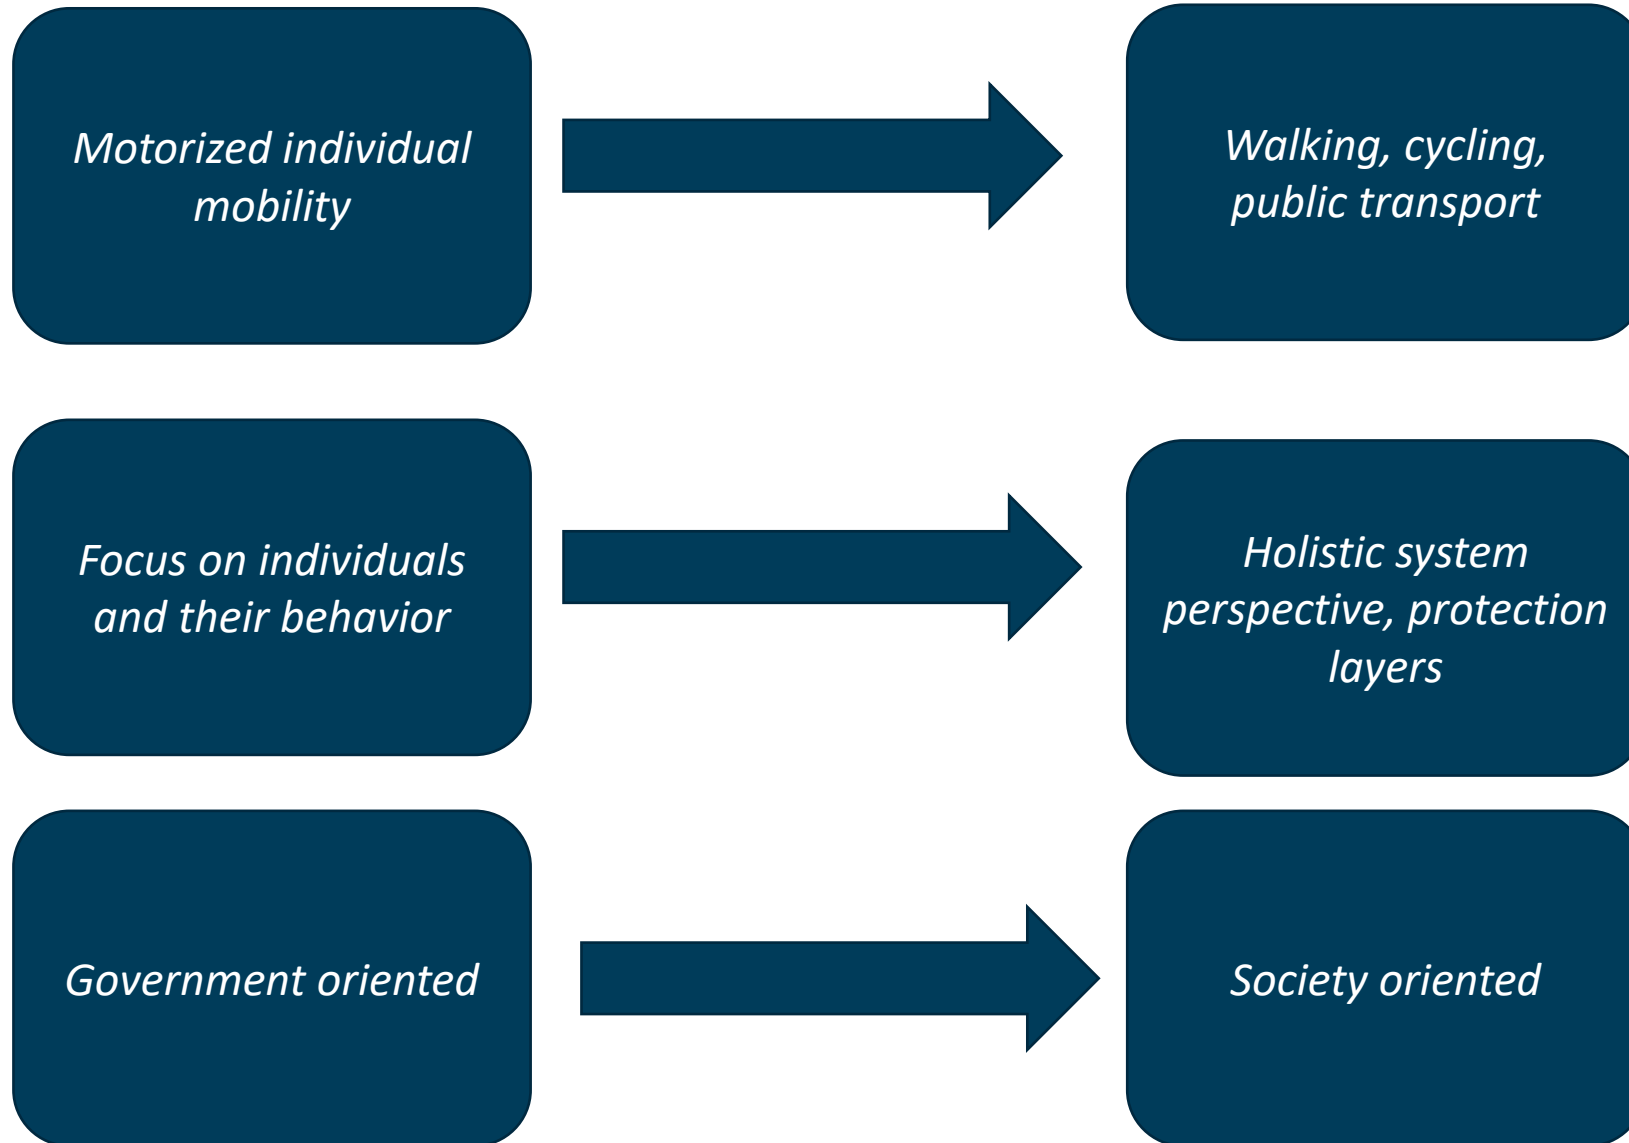 Motorized individual
mobility
Walking, cycling,
public transport
Focus on individuals
and their behavior
Holistic system
perspective, protection
layers
Government oriented
Society oriented